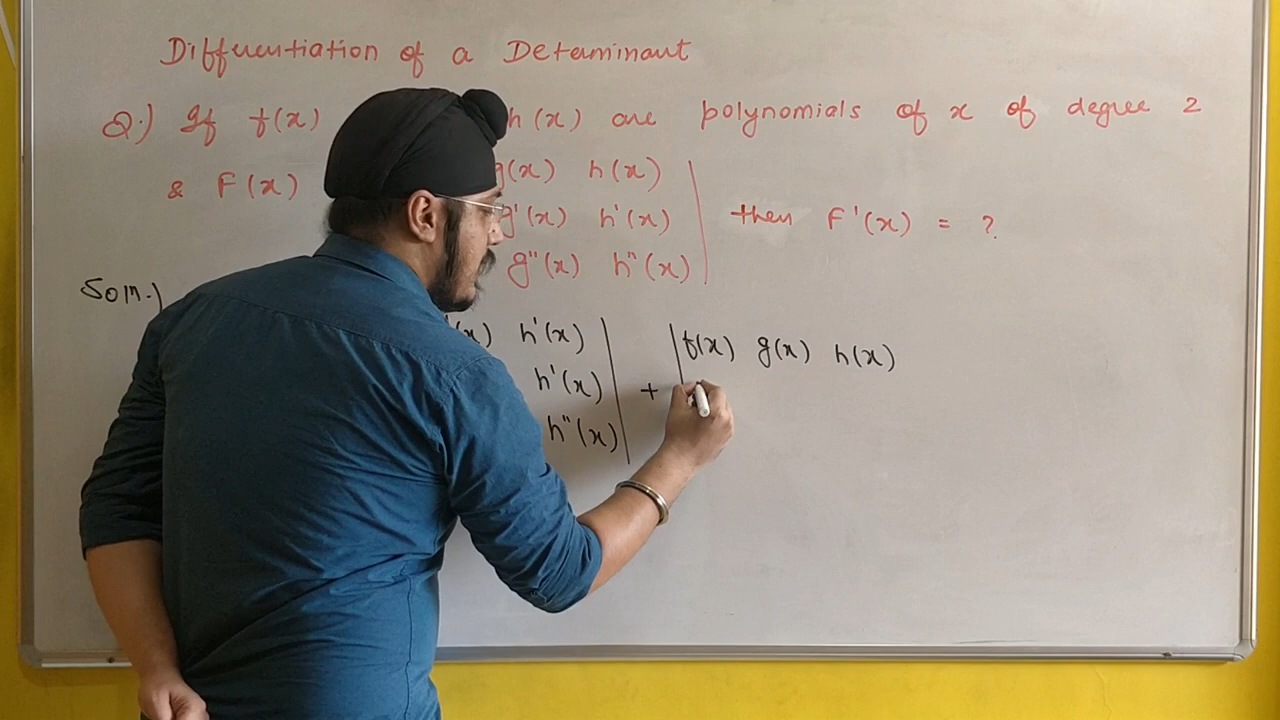 Differentiation of a Determinant
Q.) If f(x) h(x) are polynomials of x of degree 2
& F(x) g(x) h(x)
g'(x) h'(x) then F'(x) = ?
g"(x) h"(x)
Soln.)
'(x) h'(x) f(x) g(x) h(x)
h'(x) +
h"(x)